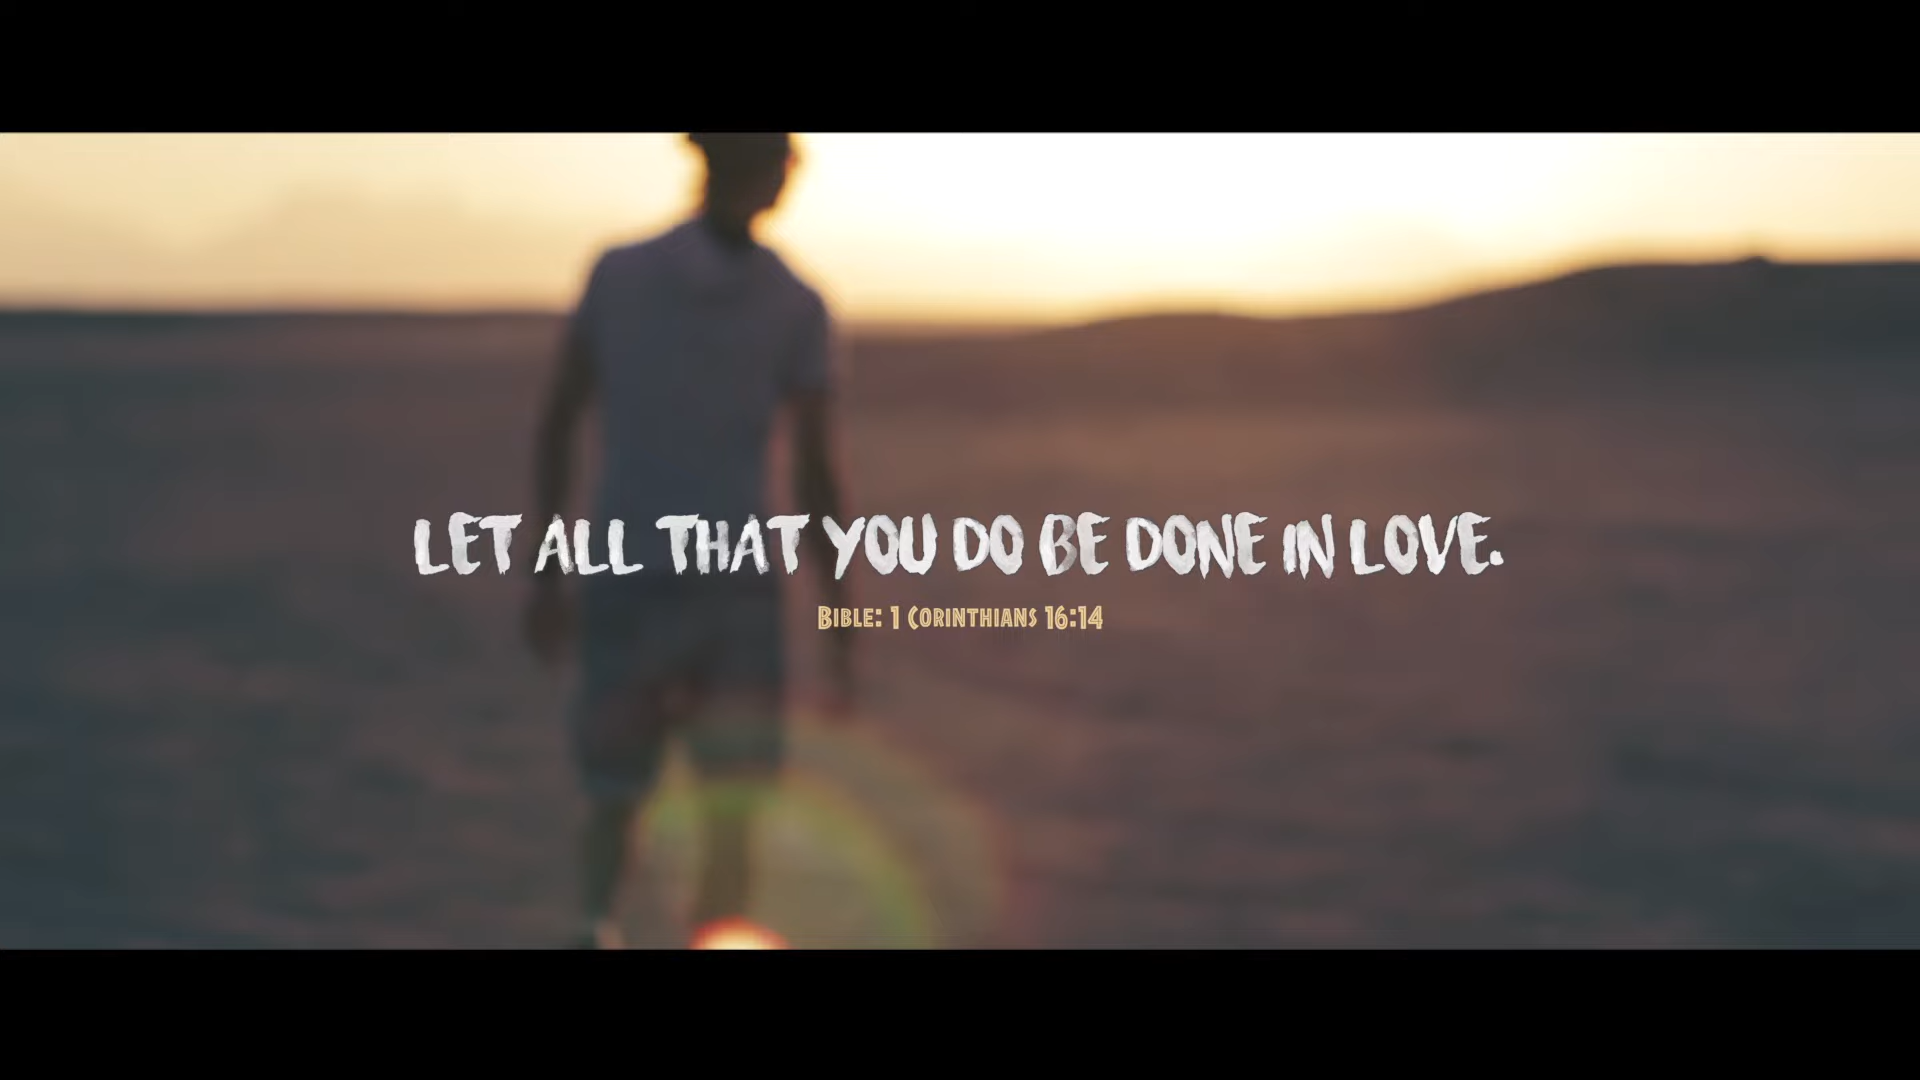 LET ALL THAT YOU DO BE DONE IN LOVE.
BIBLE: 1 CORINTHIANS 16:14